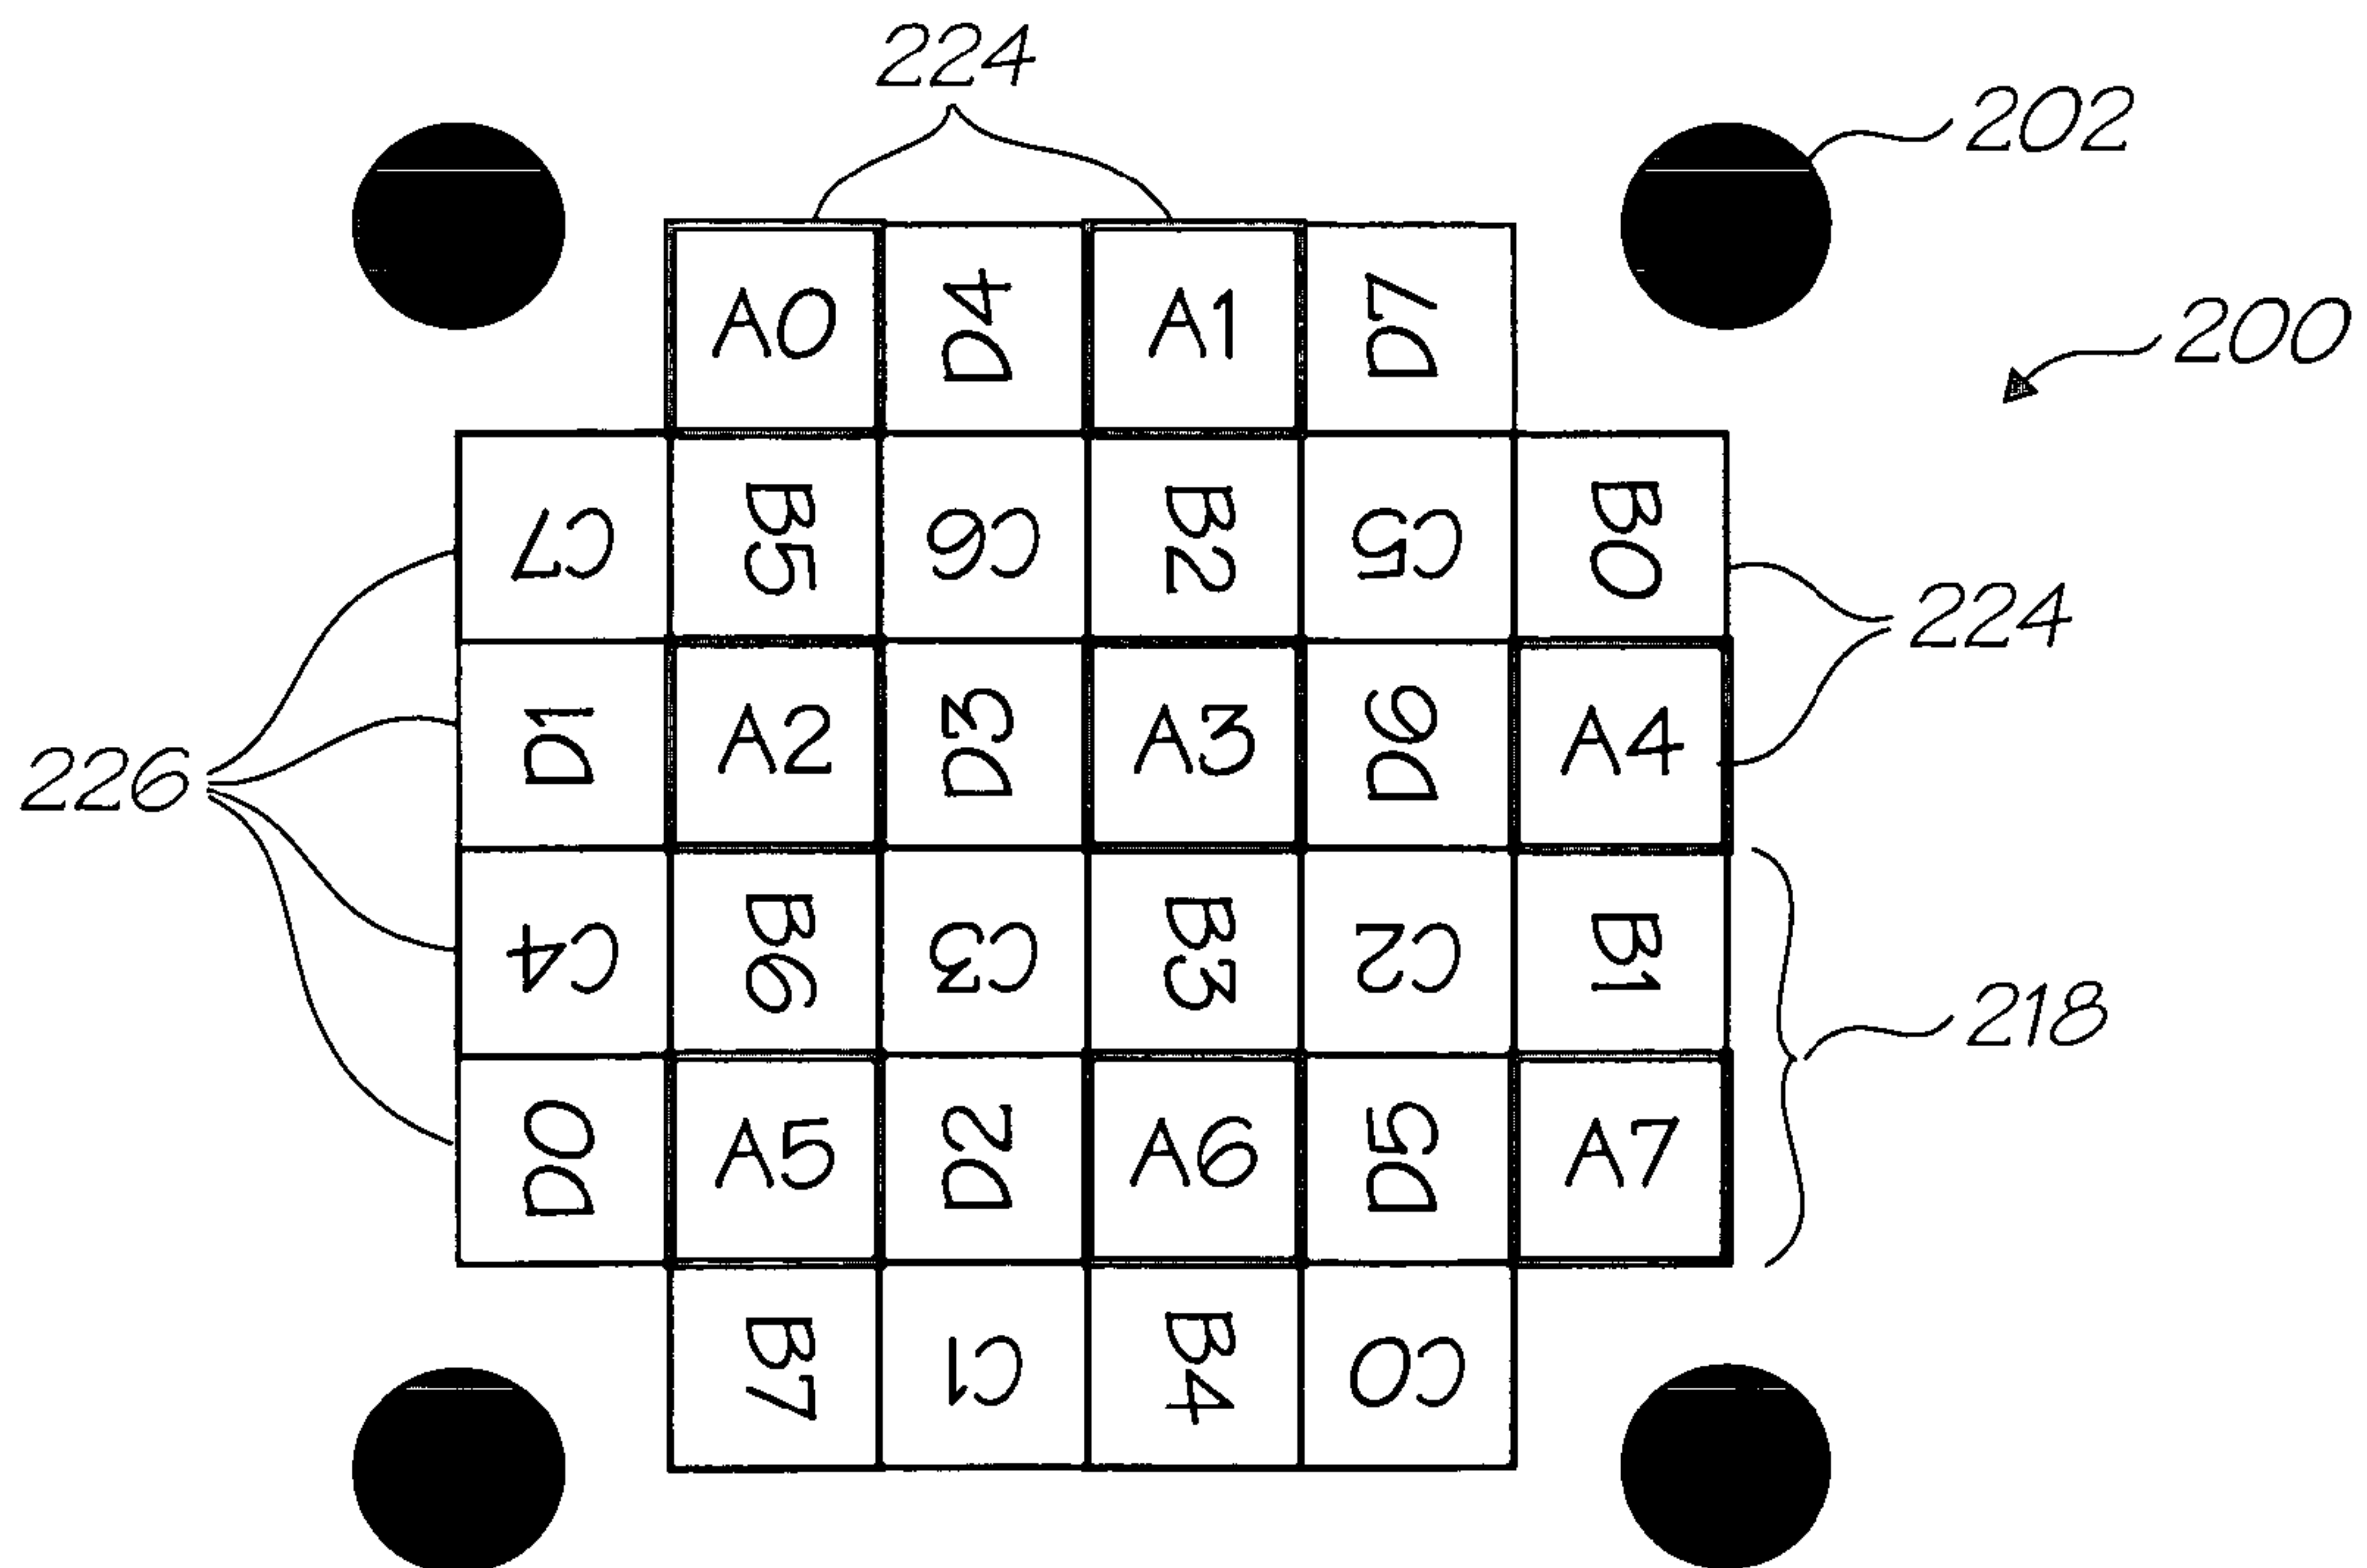 224
202
200
A0 D4 A1 D7
C7 B5 C6 B2 C5 B0
224
D1 A2 D3 A3 D6 A4
226
C4 B6 C3 B3 C2 B1
218
D0 A5 D2 A6 D5 A7
B7 C1 B4 C0